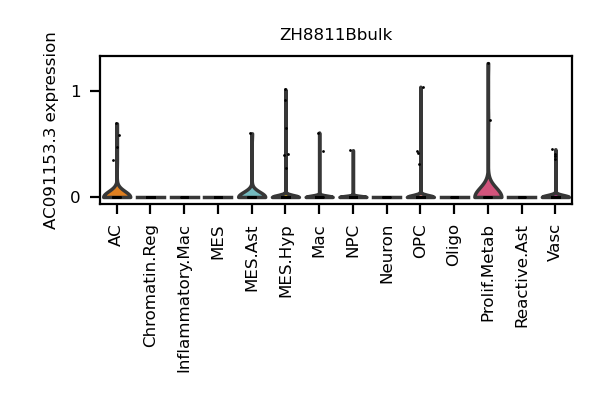 ZH8811Bbulk
AC091153.3 expression
1
0
AC
Chromatin.Reg
Inflammatory.Mac
MES
MES.Ast
MES.Hyp
Mac
NPC
Neuron
OPC
Oligo
Prolif.Metab
Reactive.Ast
Vasc